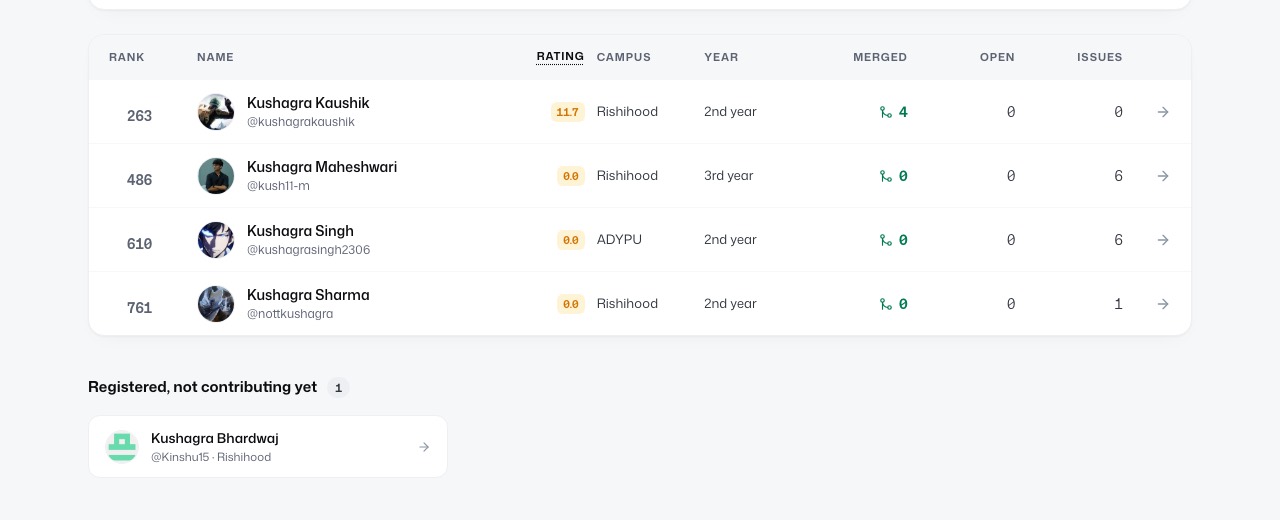 RANK NAME RATING CAMPUS YEAR MERGED OPEN ISSUES
263 Kushagra Kaushik 11.7 Rishihood 2nd year 4 0 0
@kushagrakaushik
486 Kushagra Maheshwari 0.0 Rishihood 3rd year 0 0 6
@kush11-m
610 Kushagra Singh 0.0 ADYPU 2nd year 0 0 6
@kushagrasingh2306
761 Kushagra Sharma 0.0 Rishihood 2nd year 0 0 1
@nottkushagra
Registered, not contributing yet 1
Kushagra Bhardwaj
@Kinshu15 · Rishihood